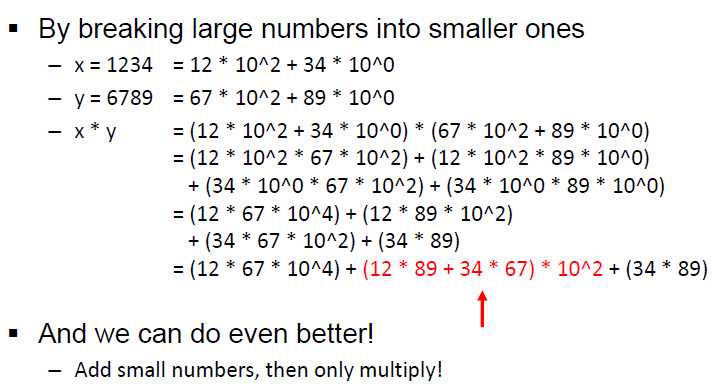 ▪ By breaking large numbers into smaller ones
– x = 1234 = 12 * 10^2 + 34 * 10^0
– y = 6789 = 67 * 10^2 + 89 * 10^0
– x * y = (12 * 10^2 + 34 * 10^0) * (67 * 10^2 + 89 * 10^0)
= (12 * 10^2 * 67 * 10^2) + (12 * 10^2 * 89 * 10^0)
+ (34 * 10^0 * 67 * 10^2) + (34 * 10^0 * 89 * 10^0)
= (12 * 67 * 10^4) + (12 * 89 * 10^2)
+ (34 * 67 * 10^2) + (34 * 89)
= (12 * 67 * 10^4) + (12 * 89 + 34 * 67) * 10^2 + (34 * 89)
▪ And we can do even better!
– Add small numbers, then only multiply!